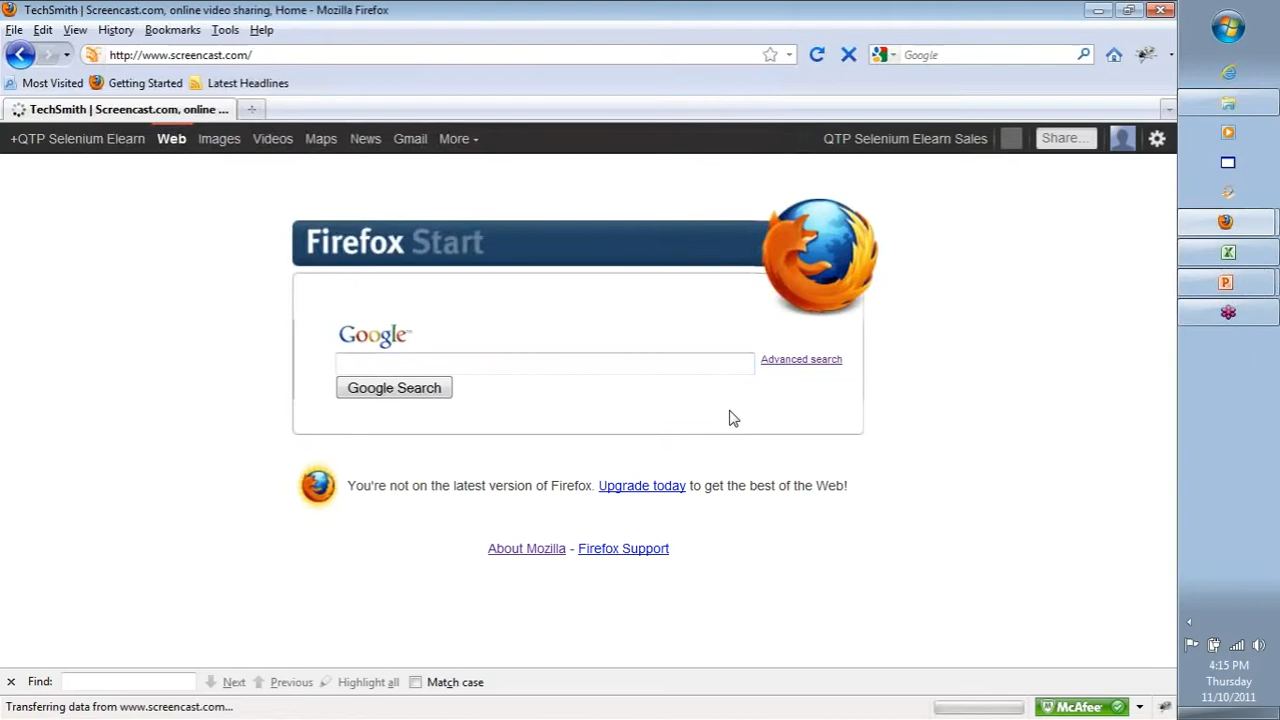 TechSmith | Screencast.com, online video sharing, Home - Mozilla Firefox
File Edit View History Bookmarks Tools Help
http://www.screencast.com/ Google
Most Visited Getting Started Latest Headlines
TechSmith | Screencast.com, online ...
+QTP Selenium Elearn Web Images Videos Maps News Gmail More QTP Selenium Elearn Sales Share...
Firefox Start
Google™
Advanced search
Google Search
You're not on the latest version of Firefox. Upgrade today to get the best of the Web!
About Mozilla - Firefox Support
Find: Next Previous Highlight all Match case
Transferring data from www.screencast.com... McAfee
4:15 PM
Thursday
11/10/2011